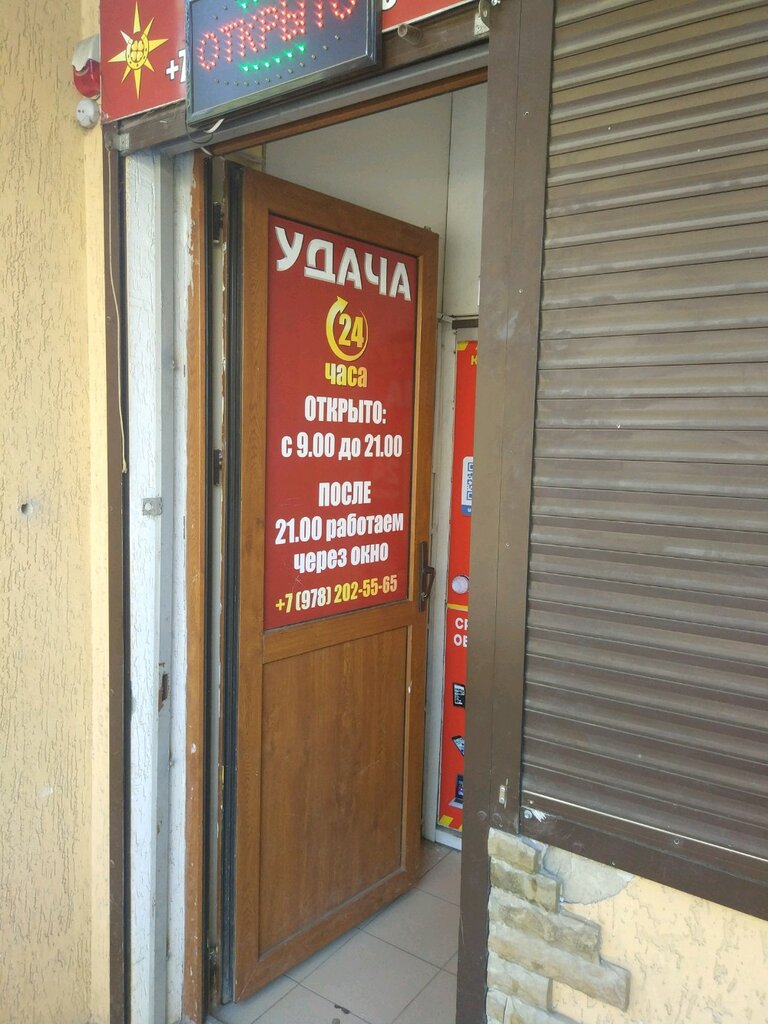 +7
ОТКРЫТО
УДАЧА
24
часа
ОТКРЫТО:
с 9.00 до 21.00
ПОСЛЕ
21.00 работаем
через окно
+7 (978) 202-55-65